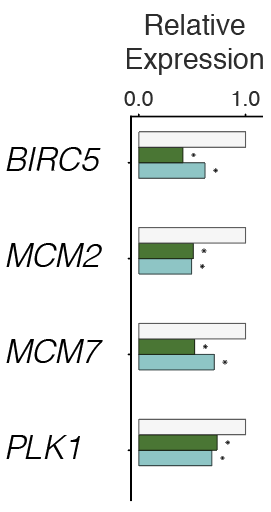 Relative
Expression
0.0 1.0
BIRC5
*
*
MCM2
*
*
MCM7
*
*
PLK1
*
*